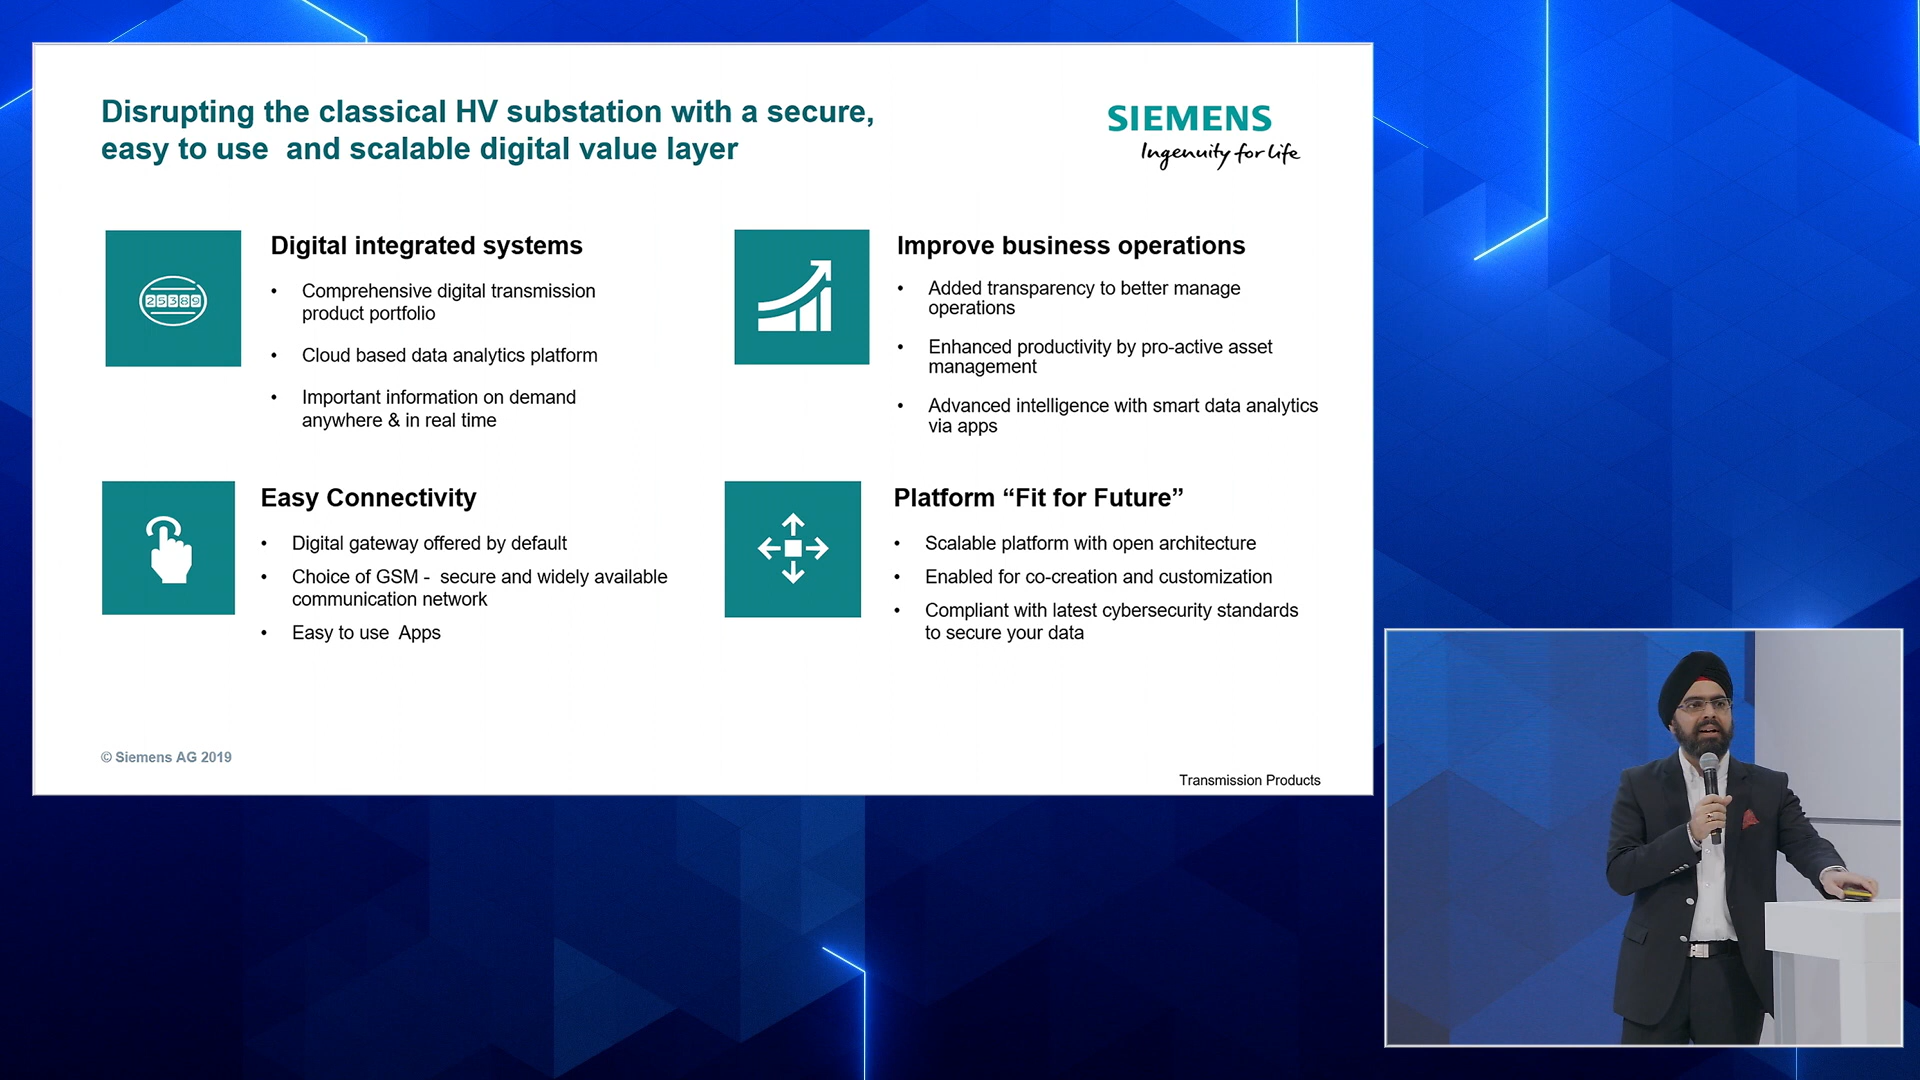 Disrupting the classical HV substation with a secure,
easy to use  and scalable digital value layer
SIEMENS
Ingenuity for life
25389
Digital integrated systems
• Comprehensive digital transmission
product portfolio
• Cloud based data analytics platform
• Important information on demand
anywhere & in real time
Improve business operations
• Added transparency to better manage
operations
• Enhanced productivity by pro-active asset
management
• Advanced intelligence with smart data analytics
via apps
Easy Connectivity
• Digital gateway offered by default
• Choice of GSM -  secure and widely available
communication network
• Easy to use  Apps
Platform “Fit for Future”
• Scalable platform with open architecture
• Enabled for co-creation and customization
• Compliant with latest cybersecurity standards
to secure your data
© Siemens AG 2019
Transmission Products